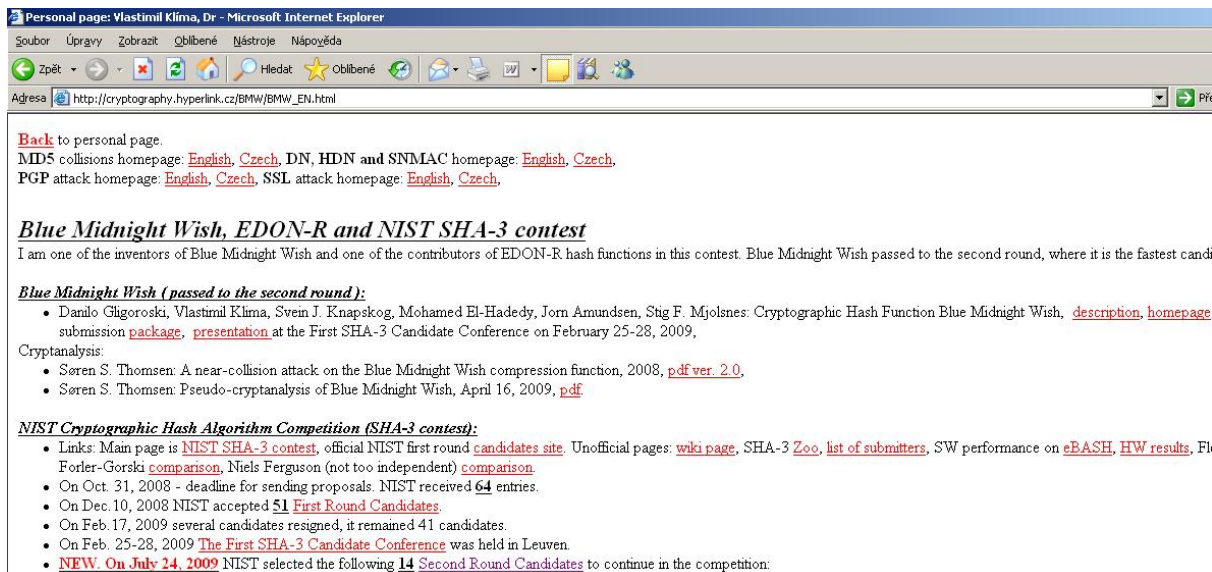 Personal page: Vlastimil Klíma, Dr - Microsoft Internet Explorer
Soubor Úpravy Zobrazit Oblíbené Nástroje Nápověda
Zpět Hledat Oblíbené
Adresa http://cryptography.hyperlink.cz/BMW/BMW_EN.html
Back to personal page.
MD5 collisions homepage: English, Czech, DN, HDN and SNMAC homepage: English, Czech,
PGP attack homepage: English, Czech, SSL attack homepage: English, Czech,
Blue Midnight Wish, EDON-R and NIST SHA-3 contest
I am one of the inventors of Blue Midnight Wish and one of the contributors of EDON-R hash functions in this contest. Blue Midnight Wish passed to the second round, where it is the fastest candi
Blue Midnight Wish ( passed to the second round ):
• Danilo Gligoroski, Vlastimil Klima, Svein J. Knapskog, Mohamed El-Hadedy, Jorn Amundsen, Stig F. Mjolsnes: Cryptographic Hash Function Blue Midnight Wish, description, homepage
submission package, presentation at the First SHA-3 Candidate Conference on February 25-28, 2009,
Cryptanalysis:
• Søren S. Thomsen: A near-collision attack on the Blue Midnight Wish compression function, 2008, pdf ver. 2.0,
• Søren S. Thomsen: Pseudo-cryptanalysis of Blue Midnight Wish, April 16, 2009, pdf.
NIST Cryptographic Hash Algorithm Competition (SHA-3 contest):
• Links: Main page is NIST SHA-3 contest, official NIST first round candidates site. Unofficial pages: wiki page, SHA-3 Zoo, list of submitters, SW performance on eBASH, HW results, Fle
Forler-Gorski comparison, Niels Ferguson (not too independent) comparison.
• On Oct. 31, 2008 - deadline for sending proposals. NIST received 64 entries.
• On Dec.10, 2008 NIST accepted 51 First Round Candidates.
• On Feb.17, 2009 several candidates resigned, it remained 41 candidates.
• On Feb. 25-28, 2009 The First SHA-3 Candidate Conference was held in Leuven.
• NEW. On July 24, 2009 NIST selected the following 14 Second Round Candidates to continue in the competition: